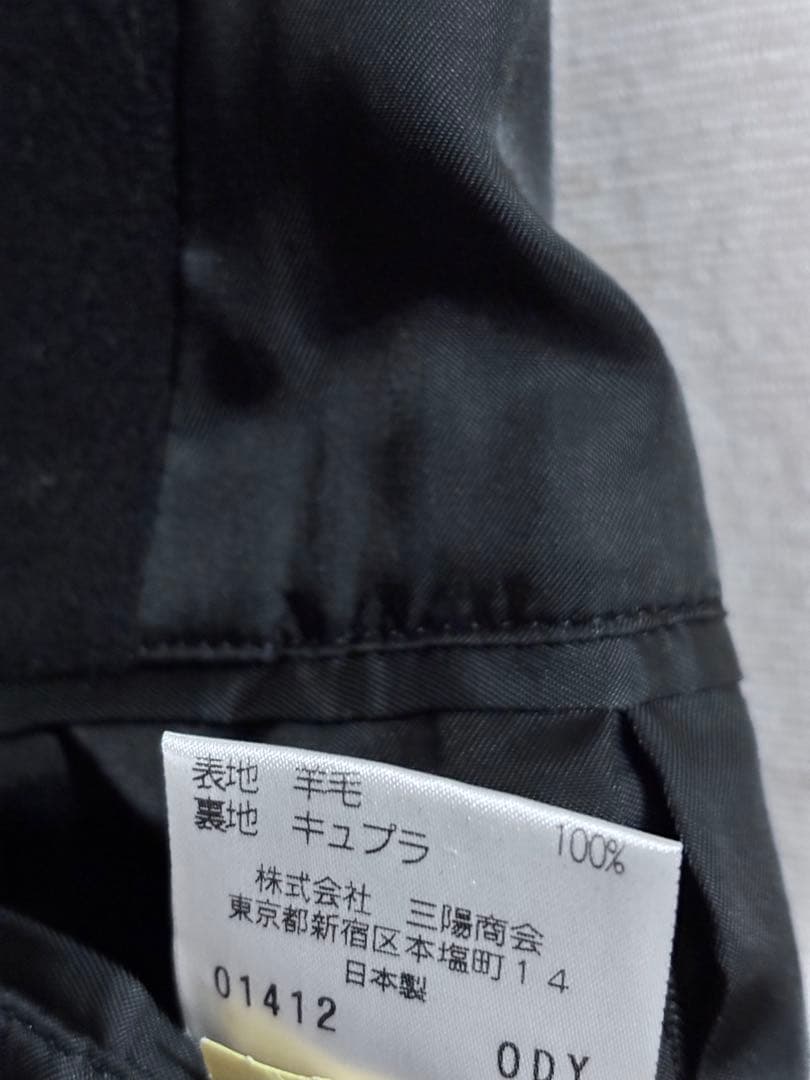 表地 羊毛 100%
裏地 キュプラ
株式会社 三陽商会
東京都新宿区本塩町14
日本製
01412
ODY